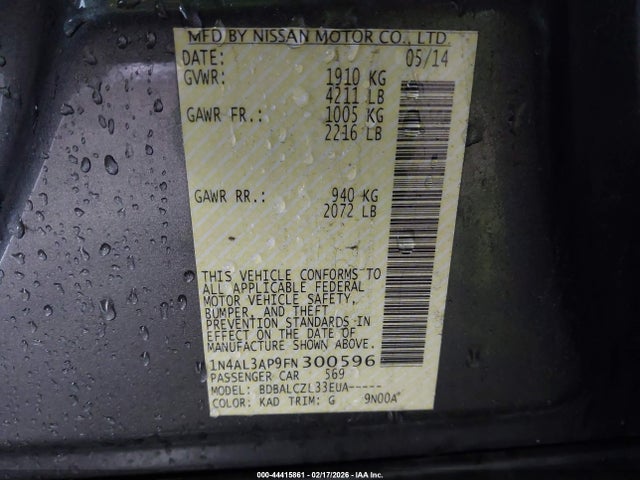 MFD BY NISSAN MOTOR CO., LTD.
DATE: 05/14
GVWR: 1910 KG
4211 LB
GAWR FR.: 1005 KG
2216 LB
GAWR RR.: 940 KG
2072 LB
THIS VEHICLE CONFORMS TO
ALL APPLICABLE FEDERAL
MOTOR VEHICLE SAFETY,
BUMPER, AND THEFT
PREVENTION STANDARDS IN
EFFECT ON THE DATE OF
MANUFACTURE SHOWN ABOVE.
1N4AL3AP9FN300596
PASSENGER CAR 569
MODEL: BDBALCZL33EUA-----
COLOR: KAD TRIM: G 9N00A
000-44415861 - 02/17/2026 - IAA Inc.